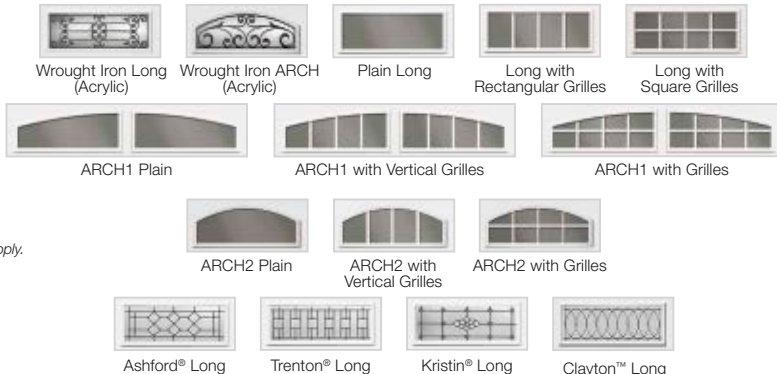 Wrought Iron Long
(Acrylic)
Wrought Iron ARCH
(Acrylic)
Plain Long
Long with
Rectangular Grilles
Long with
Square Grilles
ARCH1 Plain
ARCH1 with Vertical Grilles
ARCH1 with Grilles
ARCH2 Plain
ARCH2 with
Vertical Grilles
ARCH2 with Grilles
Ashford® Long
Trenton® Long
Kristin® Long
Clayton™ Long